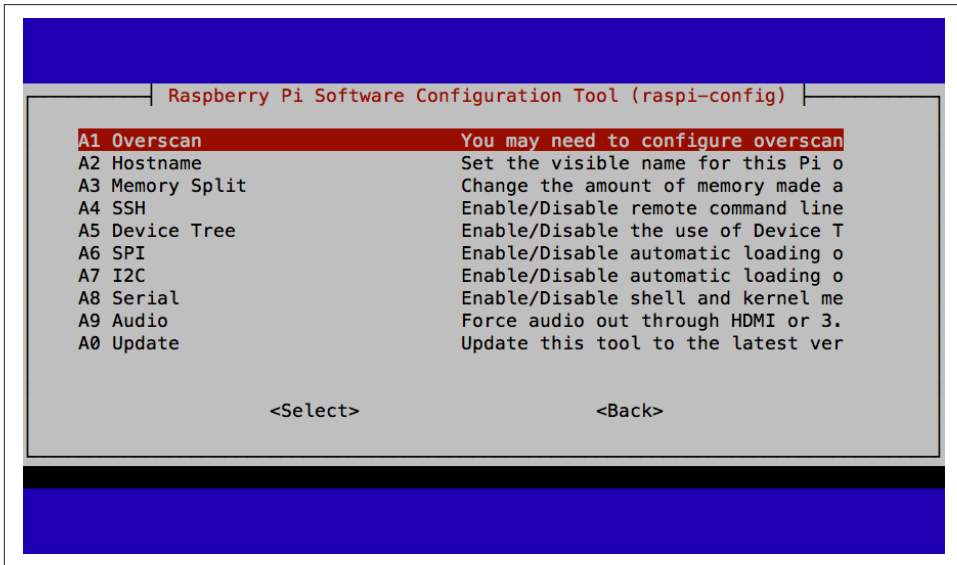 Raspberry Pi Software Configuration Tool (raspi-config)
A1 Overscan You may need to configure overscan
A2 Hostname Set the visible name for this Pi o
A3 Memory Split Change the amount of memory made a
A4 SSH Enable/Disable remote command line
A5 Device Tree Enable/Disable the use of Device T
A6 SPI Enable/Disable automatic loading o
A7 I2C Enable/Disable automatic loading o
A8 Serial Enable/Disable shell and kernel me
A9 Audio Force audio out through HDMI or 3.
A0 Update Update this tool to the latest ver
<Select> <Back>